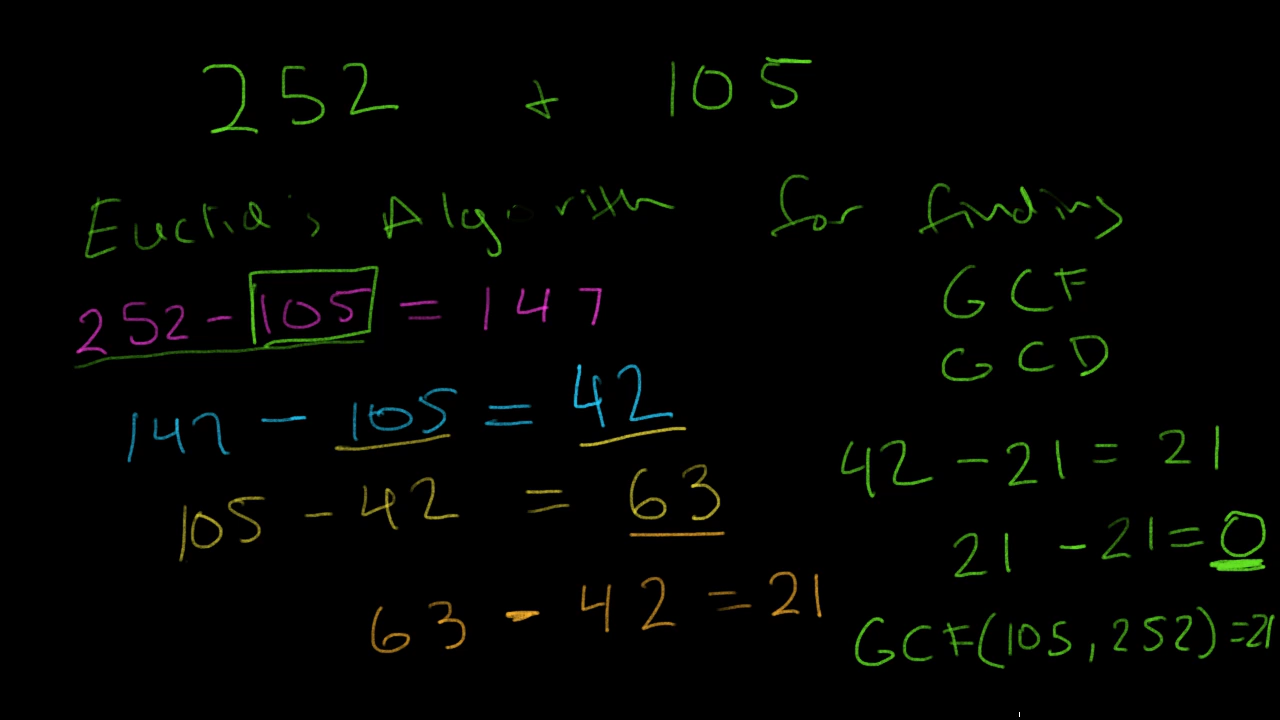 252 + 105
Euclid's Algorithm for finding
GCF
GCD
252 - 105 = 147
147 - 105 = 42
105 - 42 = 63
63 - 42 = 21
42 - 21 = 21
21 - 21 = 0
GCF(105, 252) = 21